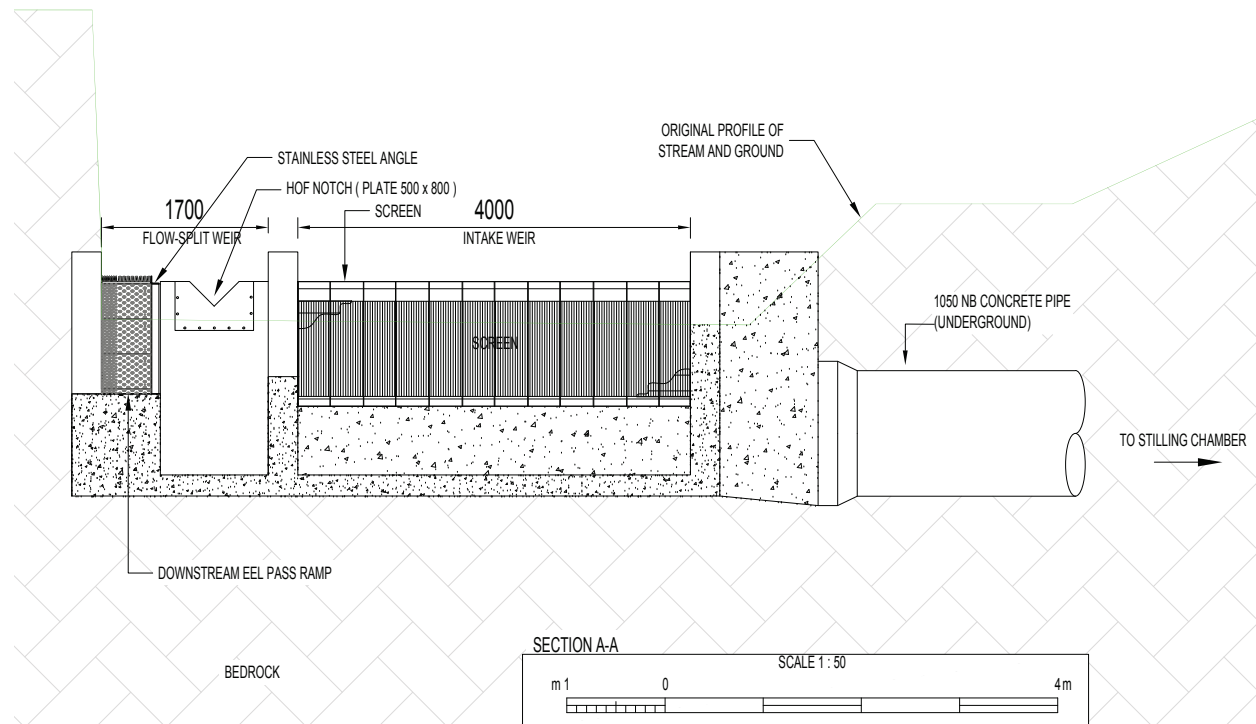 ORIGINAL PROFILE OF
STREAM AND GROUND
STAINLESS STEEL ANGLE
HOF NOTCH ( PLATE 500 x 800 )
1700
SCREEN
4000
FLOW-SPLIT WEIR
INTAKE WEIR
1050 NB CONCRETE PIPE
(UNDERGROUND)
SCREEN
TO STILLING CHAMBER
DOWNSTREAM EEL PASS RAMP
BEDROCK
SECTION A-A
SCALE 1 : 50
m 1 0 4 m